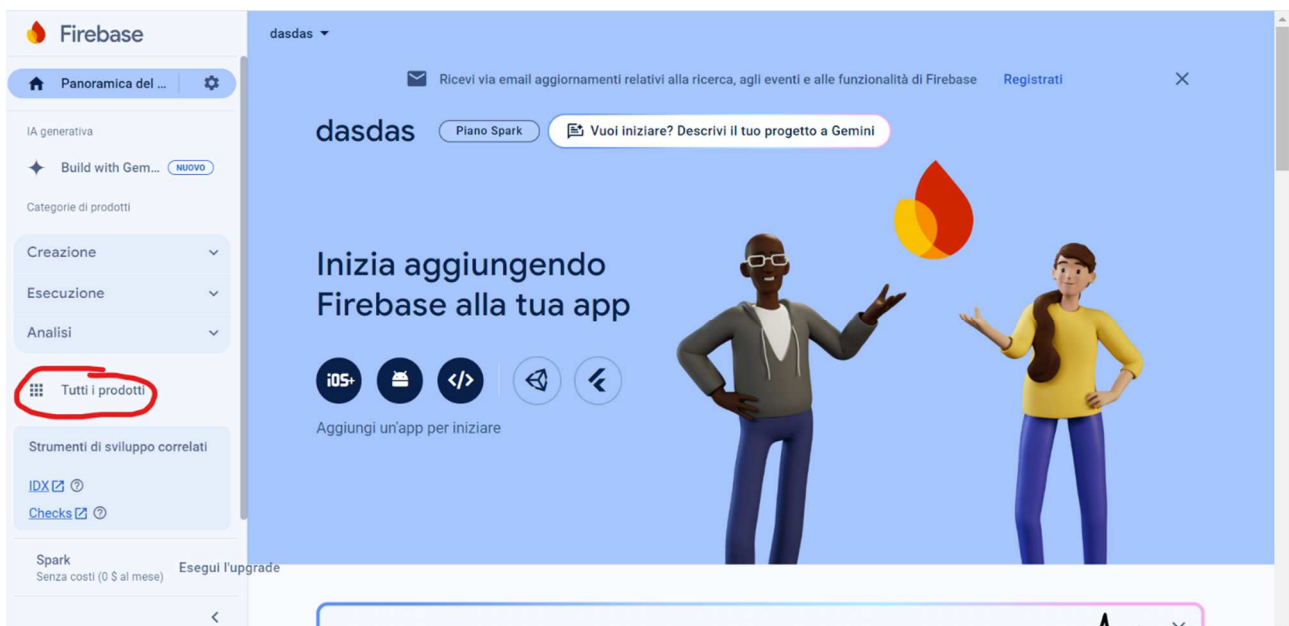 Firebase
dasdas
Panoramica del ...
Ricevi via email aggiornamenti relativi alla ricerca, agli eventi e alle funzionalità di Firebase Registrati
dasdas Piano Spark Vuoi iniziare? Descrivi il tuo progetto a Gemini
IA generativa
Build with Gem... NUOVO
Categorie di prodotti
Creazione
Esecuzione
Analisi
Tutti i prodotti
Strumenti di sviluppo correlati
IDX
Checks
Spark
Senza costi (0 $ al mese)
Esegui l'upgrade
Inizia aggiungendo
Firebase alla tua app
iOS+ </>
Aggiungi un'app per iniziare